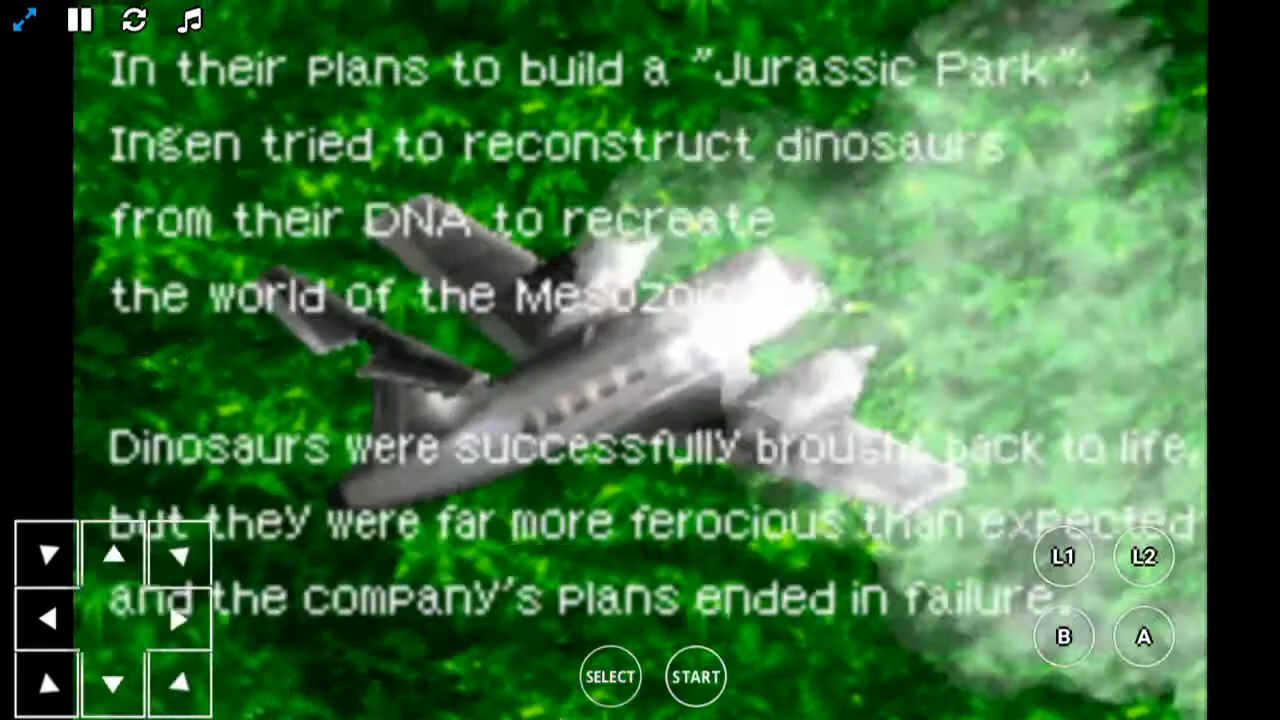 In their plans to build a "Jurassic Park",
Ingen tried to reconstruct dinosaurs
from their DNA to recreate
the world of the Mesozoic
Dinosaurs were successfully brought back to life,
but they were far more ferocious than expected
and the company's plans ended in failure.
L1 L2
B A
SELECT START